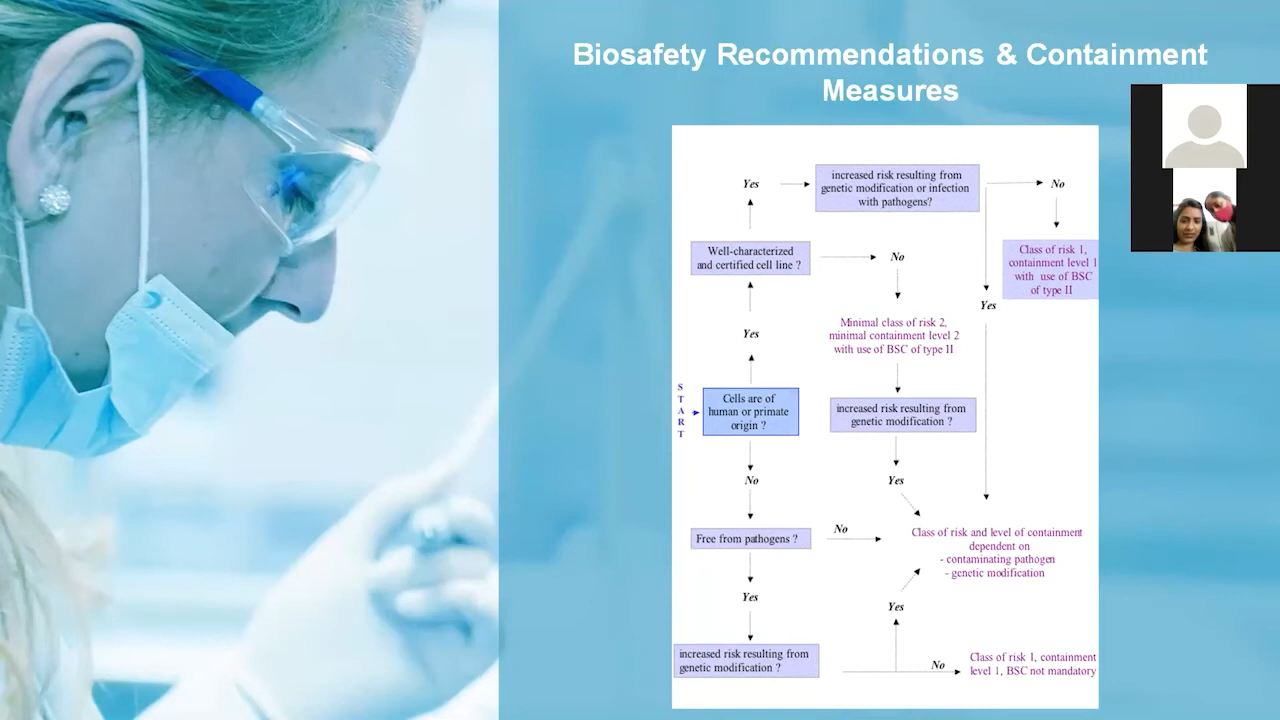 Biosafety Recommendations & Containment
Measures
Yes
increased risk resulting from
genetic modification or infection
with pathogens?
No
Well-characterized
and certified cell line ?
No
Class of risk 1,
containment level 1
with use of BSC
of type II
Yes
Yes
Minimal class of risk 2,
minimal containment level 2
with use of BSC of type II
START
Cells are of
human or primate
origin ?
increased risk resulting from
genetic modification ?
No
Yes
Free from pathogens ?
No
Class of risk and level of containment
dependent on
- contaminating pathogen
- genetic modification
Yes
Yes
increased risk resulting from
genetic modification ?
No
Class of risk 1, containment
level 1, BSC not mandatory